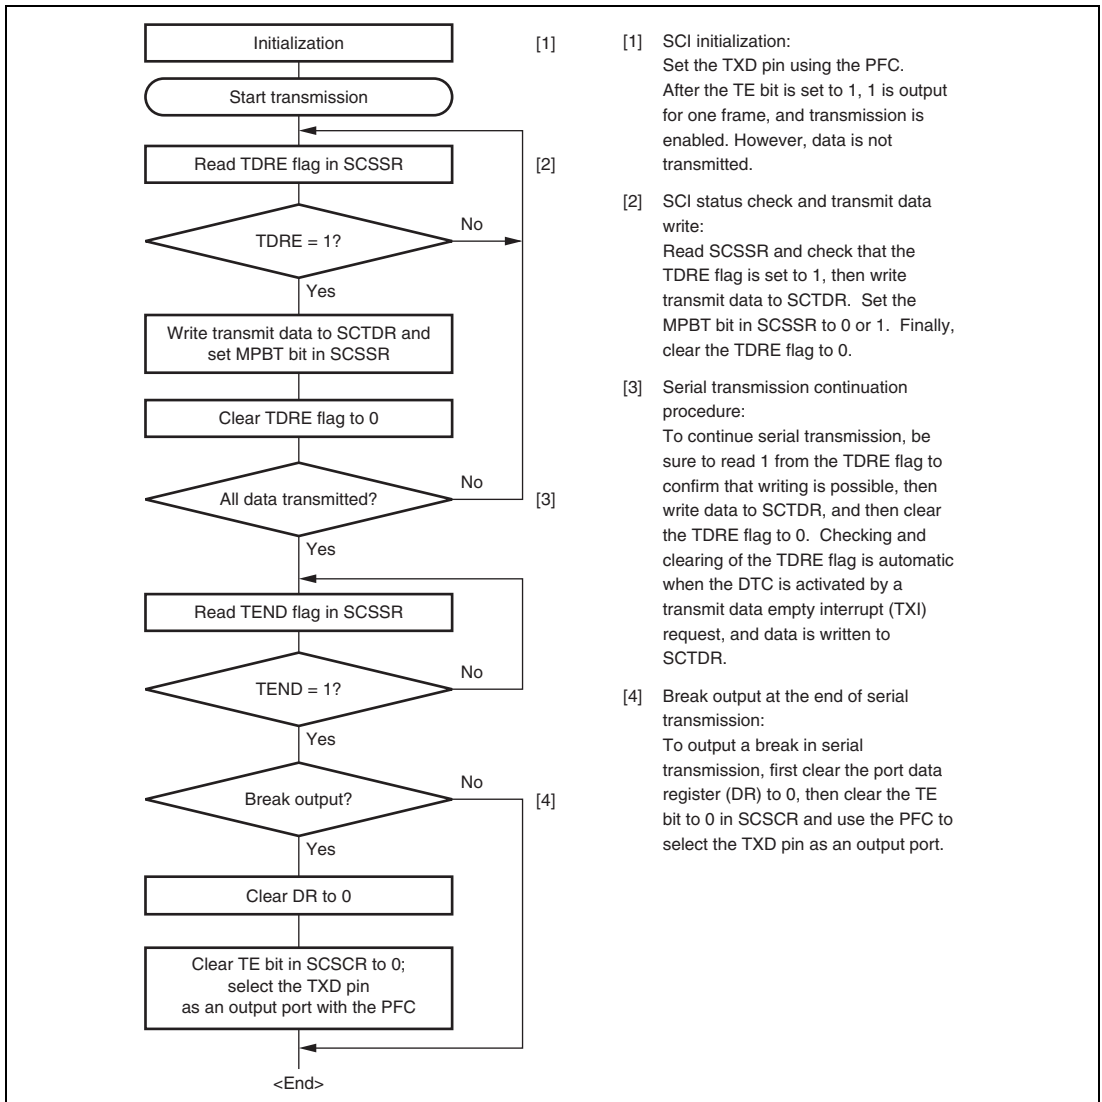 Initialization
[1]
Start transmission
Read TDRE flag in SCSSR
[2]
TDRE = 1?
No
Yes
Write transmit data to SCTDR and
set MPBT bit in SCSSR
Clear TDRE flag to 0
All data transmitted?
No
[3]
Yes
Read TEND flag in SCSSR
TEND = 1?
No
Yes
Break output?
No
[4]
Yes
Clear DR to 0
Clear TE bit in SCSCR to 0;
select the TXD pin
as an output port with the PFC
<End>
[1] SCI initialization:
Set the TXD pin using the PFC.
After the TE bit is set to 1, 1 is output
for one frame, and transmission is
enabled. However, data is not
transmitted.
[2] SCI status check and transmit data
write:
Read SCSSR and check that the
TDRE flag is set to 1, then write
transmit data to SCTDR. Set the
MPBT bit in SCSSR to 0 or 1. Finally,
clear the TDRE flag to 0.
[3] Serial transmission continuation
procedure:
To continue serial transmission, be
sure to read 1 from the TDRE flag to
confirm that writing is possible, then
write data to SCTDR, and then clear
the TDRE flag to 0. Checking and
clearing of the TDRE flag is automatic
when the DTC is activated by a
transmit data empty interrupt (TXI)
request, and data is written to
SCTDR.
[4] Break output at the end of serial
transmission:
To output a break in serial
transmission, first clear the port data
register (DR) to 0, then clear the TE
bit to 0 in SCSCR and use the PFC to
select the TXD pin as an output port.